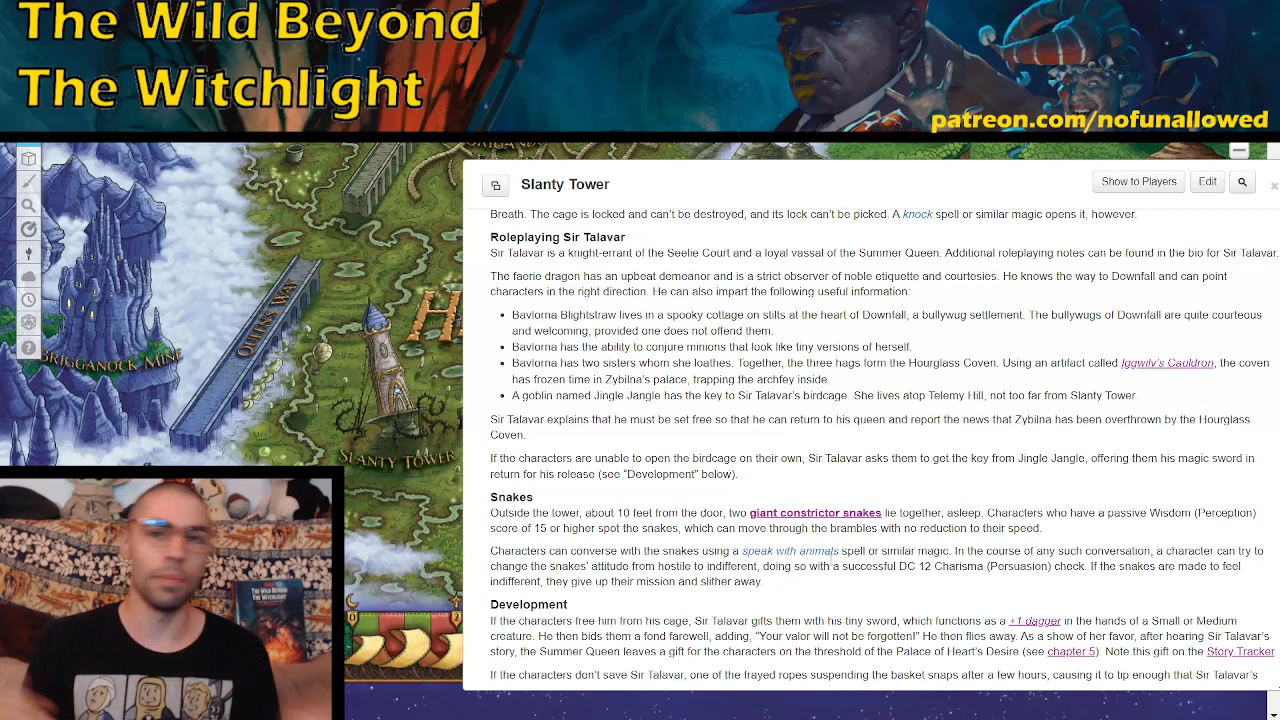 The Wild Beyond
The Witchlight
patreon.com/nofunallowed
Slanty Tower
Show to Players
Edit
Breath. The cage is locked and can't be destroyed, and its lock can't be picked. A knock spell or similar magic opens it, however.
Roleplaying Sir Talavar
Sir Talavar is a knight-errant of the Seelie Court and a loyal vassal of the Summer Queen. Additional roleplaying notes can be found in the bio for Sir Talavar.
The faerie dragon has an upbeat demeanor and is a strict observer of noble etiquette and courtesies. He knows the way to Downfall and can point
characters in the right direction. He can also impart the following useful information:
• Bavlorna Blightstraw lives in a spooky cottage on stilts at the heart of Downfall, a bullywug settlement. The bullywugs of Downfall are quite courteous
and welcoming, provided one does not offend them.
• Bavlorna has the ability to conjure minions that look like tiny versions of herself.
• Bavlorna has two sisters whom she loathes. Together, the three hags form the Hourglass Coven. Using an artifact called Iggwilv's Cauldron, the coven
has frozen time in Zybilna's palace, trapping the archfey inside.
• A goblin named Jingle Jangle has the key to Sir Talavar's birdcage. She lives atop Telemy Hill, not too far from Slanty Tower.
Sir Talavar explains that he must be set free so that he can return to his queen and report the news that Zybilna has been overthrown by the Hourglass
Coven.
If the characters are unable to open the birdcage on their own, Sir Talavar asks them to get the key from Jingle Jangle, offering them his magic sword in
return for his release (see “Development” below).
Snakes
Outside the tower, about 10 feet from the door, two giant constrictor snakes lie together, asleep. Characters who have a passive Wisdom (Perception)
score of 15 or higher spot the snakes, which can move through the brambles with no reduction to their speed.
Characters can converse with the snakes using a speak with animals spell or similar magic. In the course of any such conversation, a character can try to
change the snakes' attitude from hostile to indifferent, doing so with a successful DC 12 Charisma (Persuasion) check. If the snakes are made to feel
indifferent, they give up their mission and slither away.
Development
If the characters free him from his cage, Sir Talavar gifts them with his tiny sword, which functions as a +1 dagger in the hands of a Small or Medium
creature. He then bids them a fond farewell, adding, “Your valor will not be forgotten!” He then flies away. As a show of her favor, after hearing Sir Talavar's
story, the Summer Queen leaves a gift for the characters on the threshold of the Palace of Heart's Desire (see chapter 5). Note this gift on the Story Tracker
If the characters don't save Sir Talavar, one of the frayed ropes suspending the basket snaps after a few hours, causing it to tip enough that Sir Talavar's
BRIGGANOCK MINE
QUEEN'S WAY
SLANTY TOWER
THE WILD BEYOND
THE WITCHLIGHT